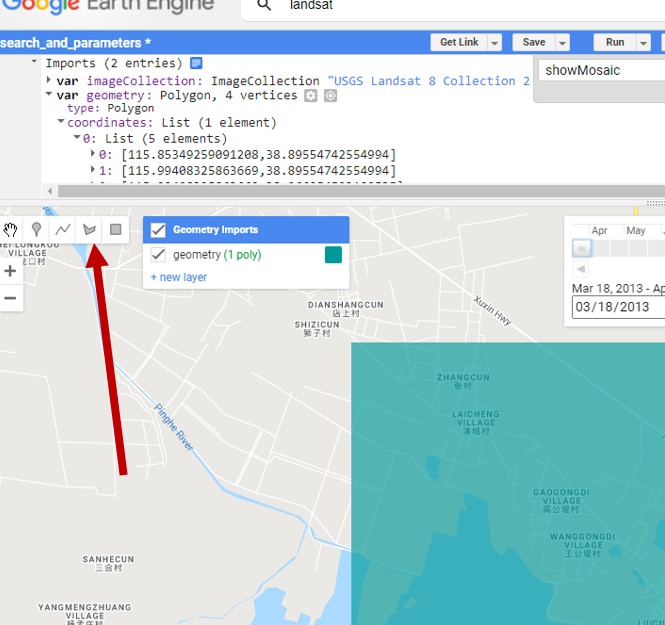 Google Earth Engine
landsat
search_and_parameters *
Get Link
Save
Run
Imports (2 entries)
var imageCollection: ImageCollection "USGS Landsat 8 Collection 2
showMosaic
var geometry: Polygon, 4 vertices
type: Polygon
coordinates: List (1 element)
0: List (5 elements)
0: [115.85349259091208,38.89554742554994]
1: [115.99408325863669,38.89554742554994]
Geometry Imports
geometry (1 poly)
+ new layer
Apr May
Mar 18, 2013 - Ap
03/18/2013
VILLAGE
口村
+
−
DIANSHANGCUN
店上村
SHIZICUN
狮子村
Xuxin Hwy
ZHANGCUN
张村
LAICHENG
VILLAGE
涞城村
Pinghe River
GAOGONGDI
VILLAGE
高公堤村
WANGGONGDI
VILLAGE
王公堤村
SANHECUN
三合村
YANGMENGZHUANG
VILLAGE